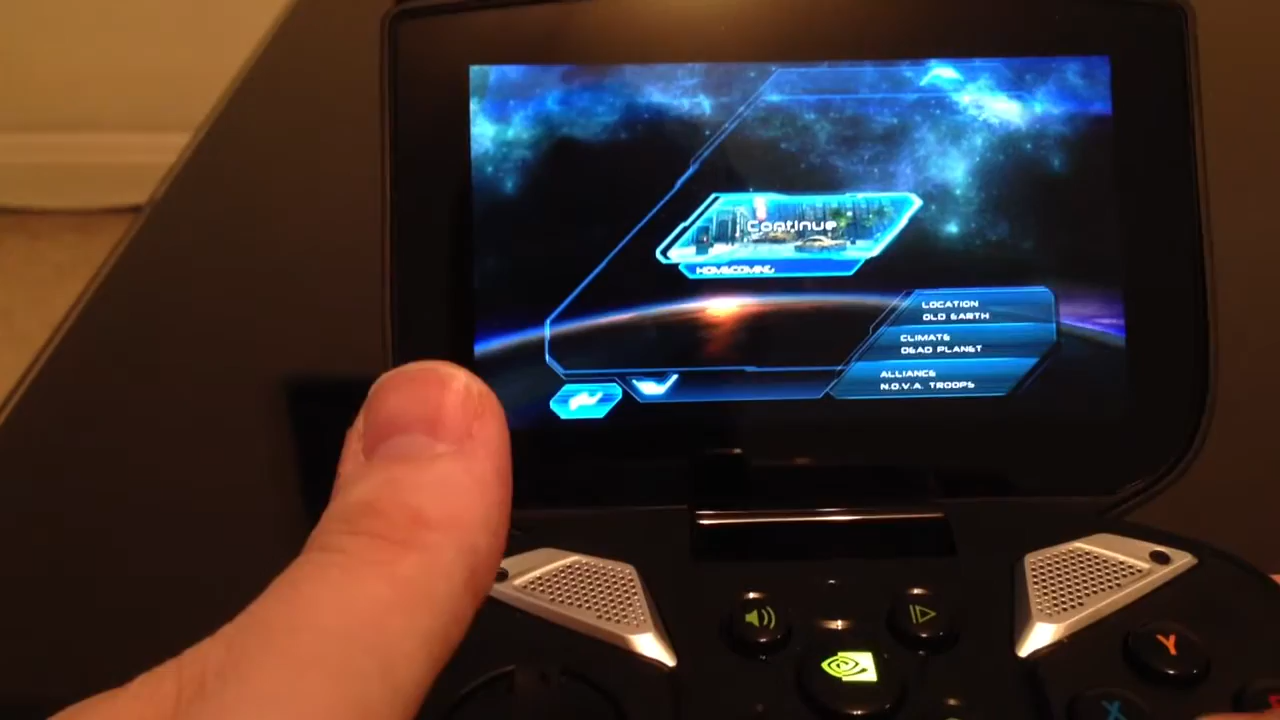 Continue
HOMECOMING
LOCATION
OLD EARTH
CLIMATE
DEAD PLANET
ALLIANCE
N.O.V.A. TROOPS
Y
X